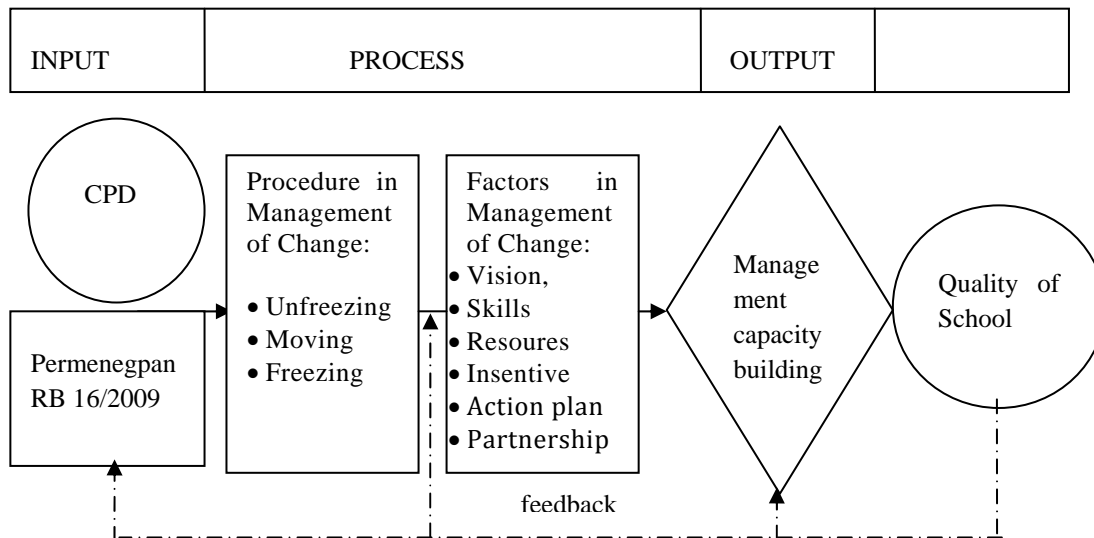 INPUT
PROCESS
OUTPUT
CPD
Permenegpan
RB 16/2009
Procedure in
Management
of Change:
• Unfreezing
• Moving
• Freezing
Factors in
Management
of Change:
• Vision,
• Skills
• Resoures
• Insentive
• Action plan
• Partnership
Manage
ment
capacity
building
Quality of
School
feedback